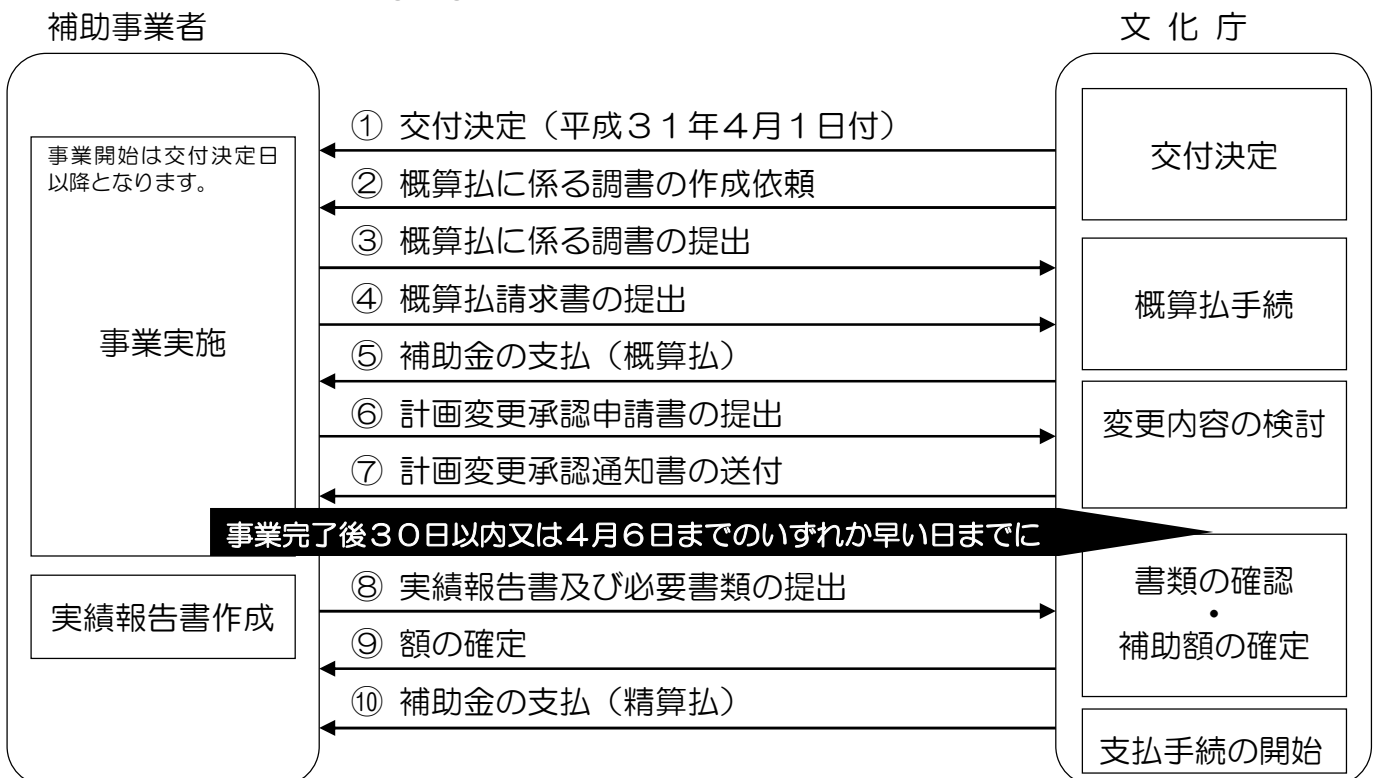 補助事業者
文 化 庁
① 交付決定（平成３１年４月１日付）
事業開始は交付決定日
以降となります。
交付決定
② 概算払に係る調書の作成依頼
③ 概算払に係る調書の提出
④ 概算払請求書の提出
概算払手続
事業実施
⑤ 補助金の支払（概算払）
⑥ 計画変更承認申請書の提出
変更内容の検討
⑦ 計画変更承認通知書の送付
事業完了後３０日以内又は４月６日までのいずれか早い日までに
⑧ 実績報告書及び必要書類の提出
実績報告書作成
書類の確認
・
補助額の確定
⑨ 額の確定
⑩ 補助金の支払（精算払）
支払手続の開始